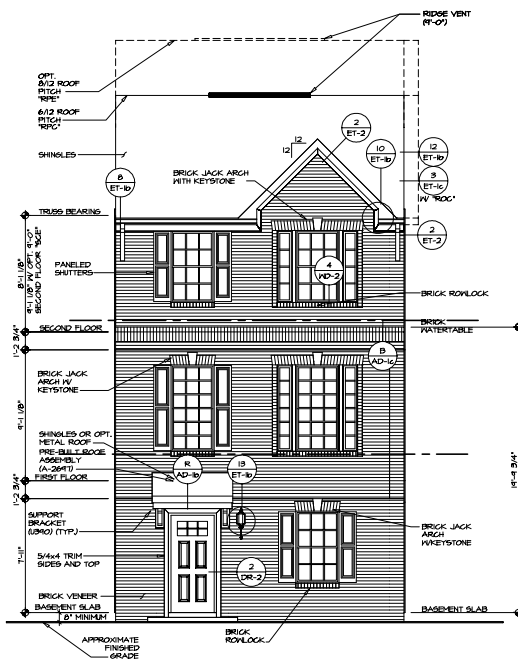 RIDGE VENT
(9'-0")
OPT.
8/12 ROOF
PITCH
"RPE"
6/12 ROOF
PITCH
"RPC"
SHINGLES
12
12
2
ET-2
10
ET-1b
12
ET-1b
3
ET-1c
W/ "ROC"
8
ET-1b
BRICK JACK ARCH
WITH KEYSTONE
TRUSS BEARING
2
ET-2
8'-1 1/8"
9'-1 1/8" W/ OPT. 9'-0"
SECOND FLOOR "SCE"
PANELED
SHUTTERS
4
WD-2
BRICK ROWLOCK
SECOND FLOOR
BRICK
WATERTABLE
1'-2 3/4"
B
AD-1c
BRICK JACK
ARCH W/
KEYSTONE
9'-1 1/8"
SHINGLES OR OPT.
METAL ROOF
PRE-BUILT ROOF
ASSEMBLY
(A-2697)
R
AD-1b
13
ET-1b
FIRST FLOOR
1'-2 3/4"
19'-9 3/4"
SUPPORT
BRACKET
(U390) (TYP.)
BRICK JACK
ARCH
W/KEYSTONE
7'-11"
5/4x4 TRIM
SIDES AND TOP
2
DR-2
BRICK VENEER
BASEMENT SLAB
8" MINIMUM
BASEMENT SLAB
APPROXIMATE
FINISHED
GRADE
BRICK
ROWLOCK